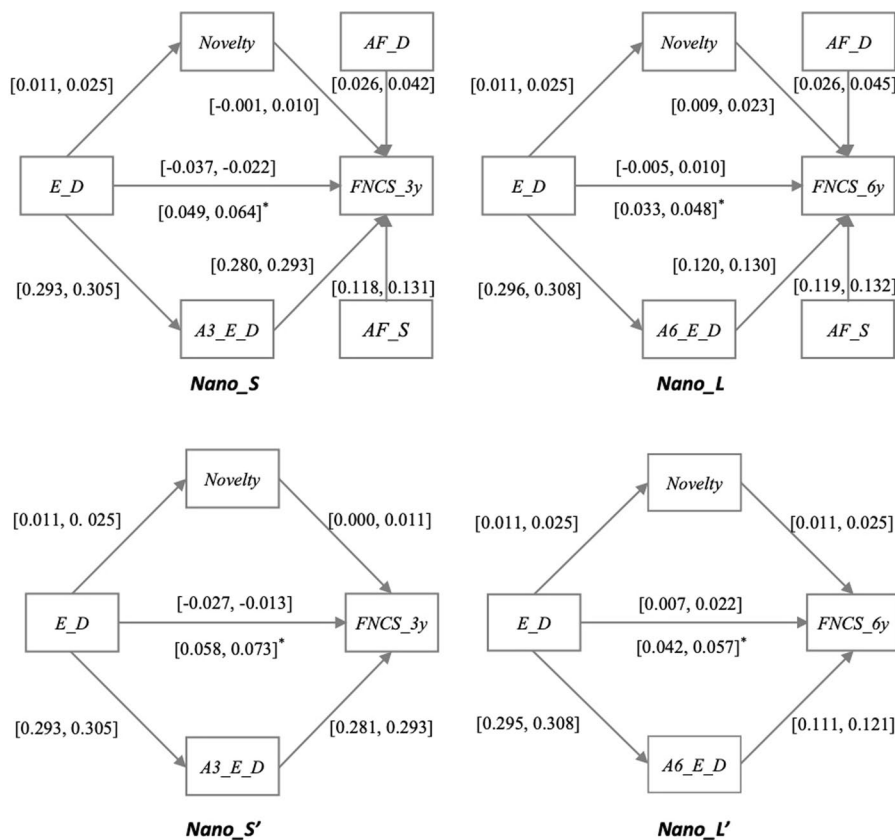 Novelty
AF_D
[0.011, 0.025]
[-0.001, 0.010]
[0.026, 0.042]
E_D
[-0.037, -0.022]
[0.049, 0.064]*
FNCS_3y
[0.293, 0.305]
[0.280, 0.293]
[0.118, 0.131]
A3_E_D
AF_S
Nano_S
Novelty
AF_D
[0.011, 0.025]
[0.009, 0.023]
[0.026, 0.045]
E_D
[-0.005, 0.010]
[0.033, 0.048]*
FNCS_6y
[0.296, 0.308]
[0.120, 0.130]
[0.119, 0.132]
A6_E_D
AF_S
Nano_L
Novelty
[0.011, 0. 025]
[0.000, 0.011]
E_D
[-0.027, -0.013]
[0.058, 0.073]*
FNCS_3y
[0.293, 0.305]
[0.281, 0.293]
A3_E_D
Nano_S’
Novelty
[0.011, 0.025]
[0.011, 0.025]
E_D
[0.007, 0.022]
[0.042, 0.057]*
FNCS_6y
[0.295, 0.308]
[0.111, 0.121]
A6_E_D
Nano_L’